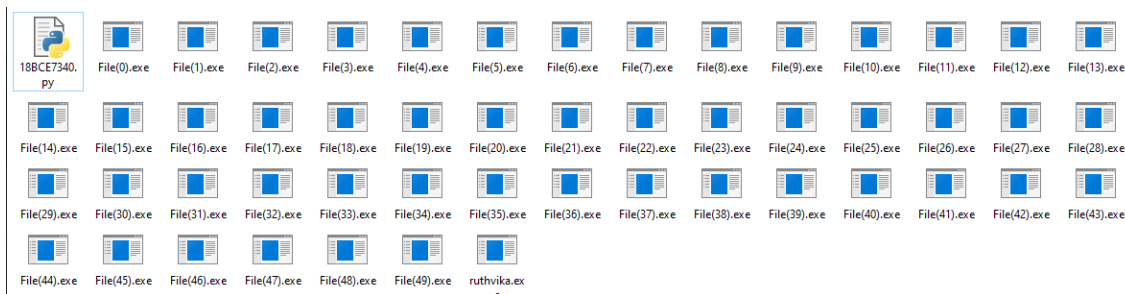 18BCE7340. File(0).exe File(1).exe File(2).exe File(3).exe File(4).exe File(5).exe File(6).exe File(7).exe File(8).exe File(9).exe File(10).exe File(11).exe File(12).exe File(13).exe
py
File(14).exe File(15).exe File(16).exe File(17).exe File(18).exe File(19).exe File(20).exe File(21).exe File(22).exe File(23).exe File(24).exe File(25).exe File(26).exe File(27).exe File(28).exe
File(29).exe File(30).exe File(31).exe File(32).exe File(33).exe File(34).exe File(35).exe File(36).exe File(37).exe File(38).exe File(39).exe File(40).exe File(41).exe File(42).exe File(43).exe
File(44).exe File(45).exe File(46).exe File(47).exe File(48).exe File(49).exe ruthvika.ex